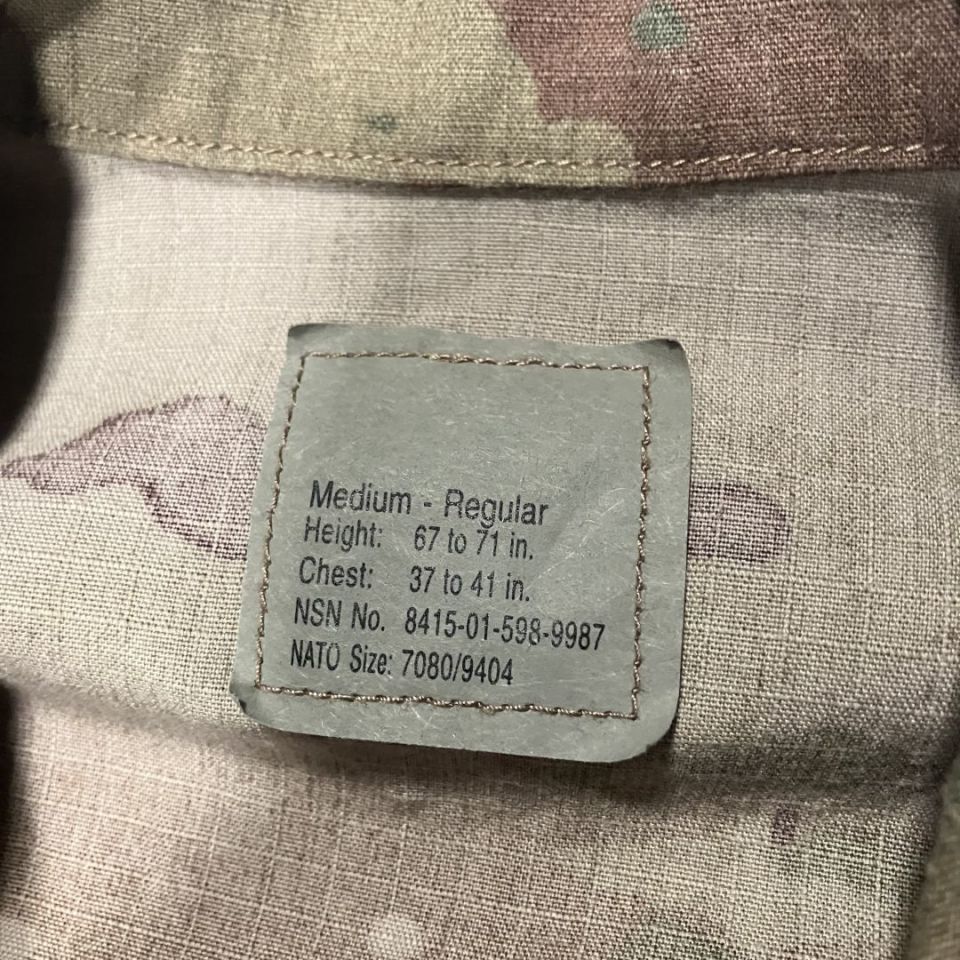 Medium - Regular
Height: 67 to 71 in.
Chest: 37 to 41 in.
NSN No. 8415-01-598-9987
NATO Size: 7080/9404